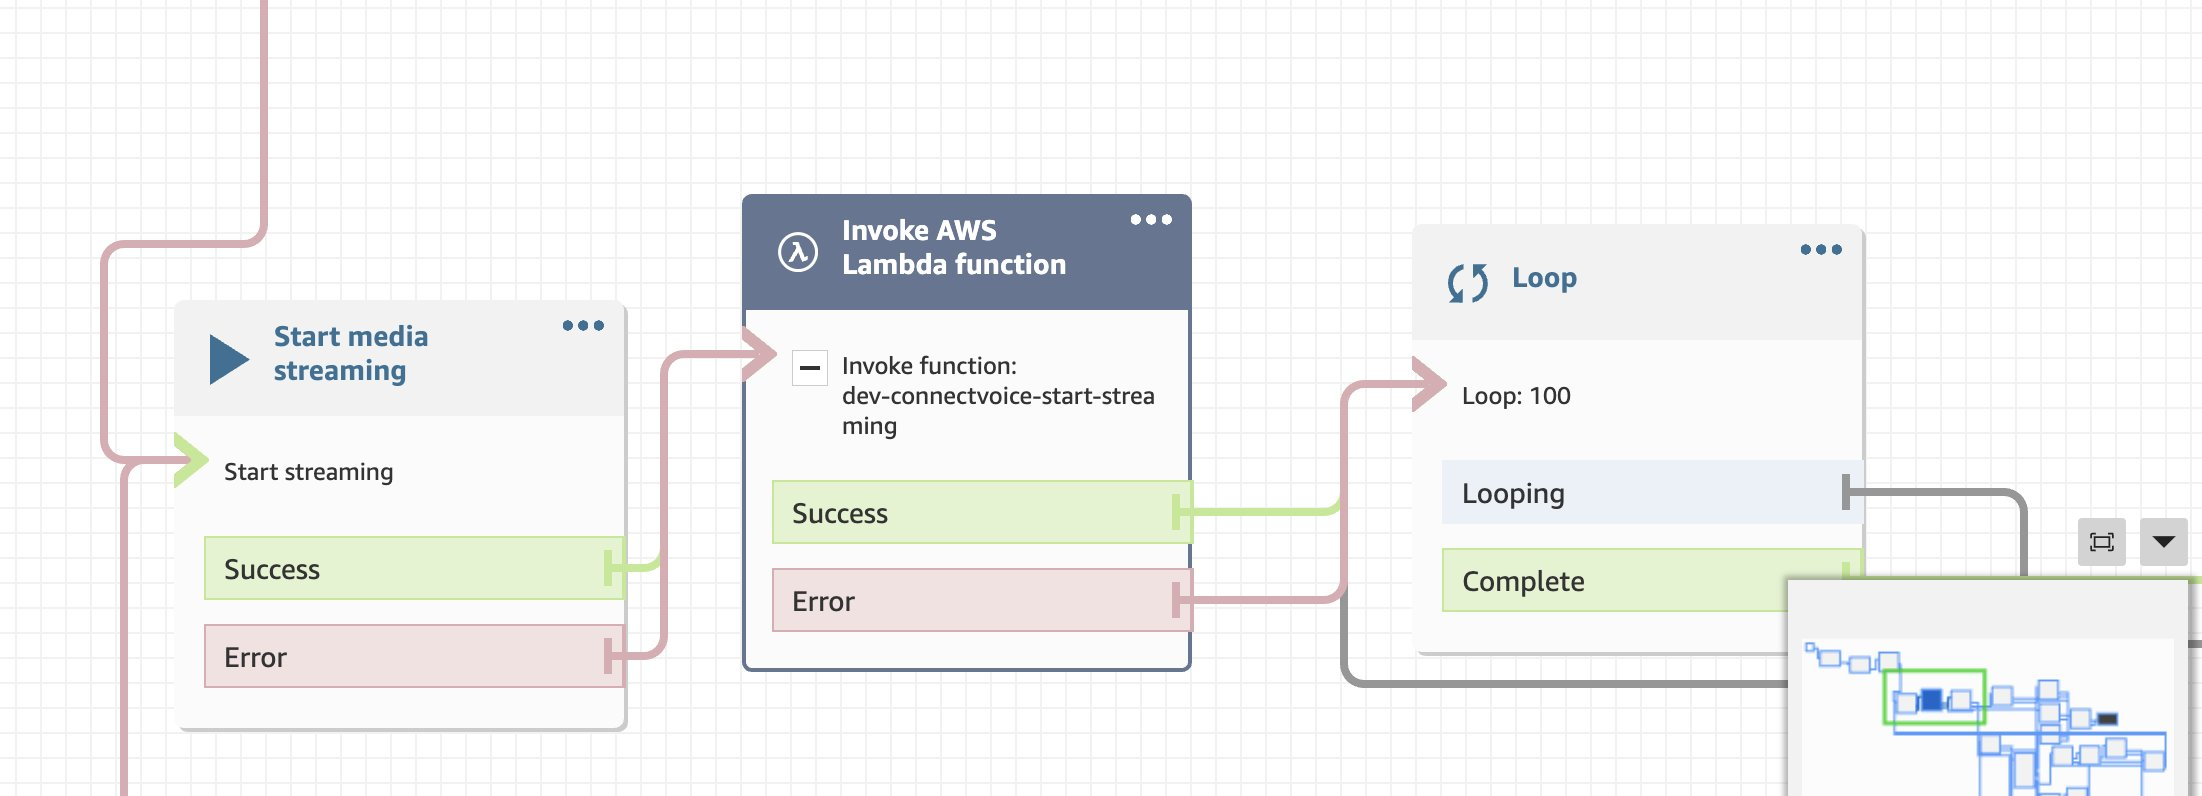 Start media
streaming
Start streaming
Success
Error
Invoke AWS
Lambda function
Invoke function:
dev-connectvoice-start-strea
ming
Success
Error
Loop
Loop: 100
Looping
Complete